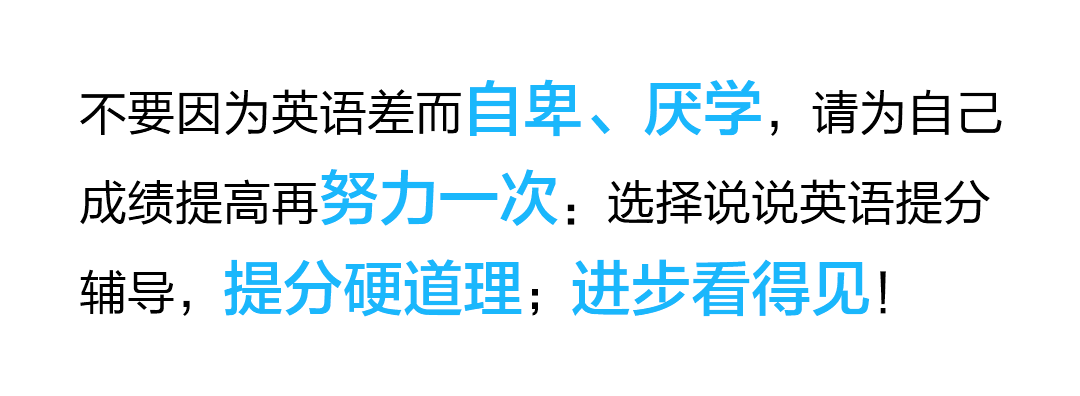 不要因为英语差而自卑、厌学，请为自己
成绩提高再努力一次：选择说说英语提分
辅导，提分硬道理；进步看得见！